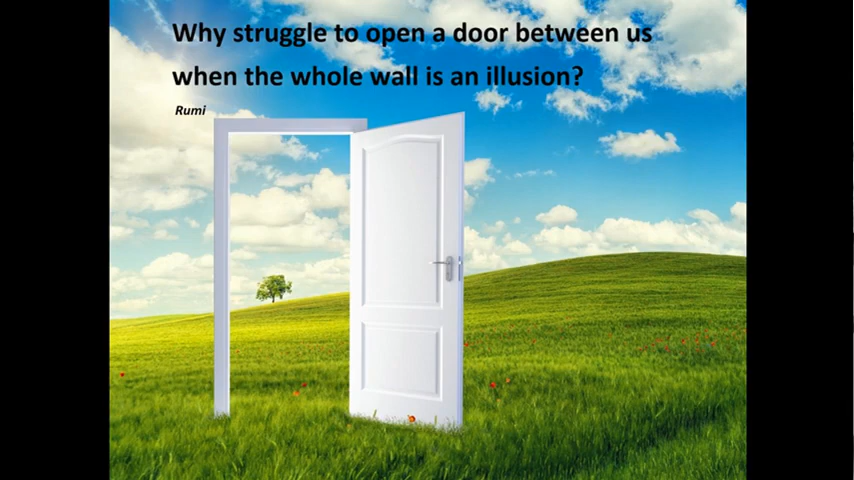 Why struggle to open a door between us
when the whole wall is an illusion?
Rumi